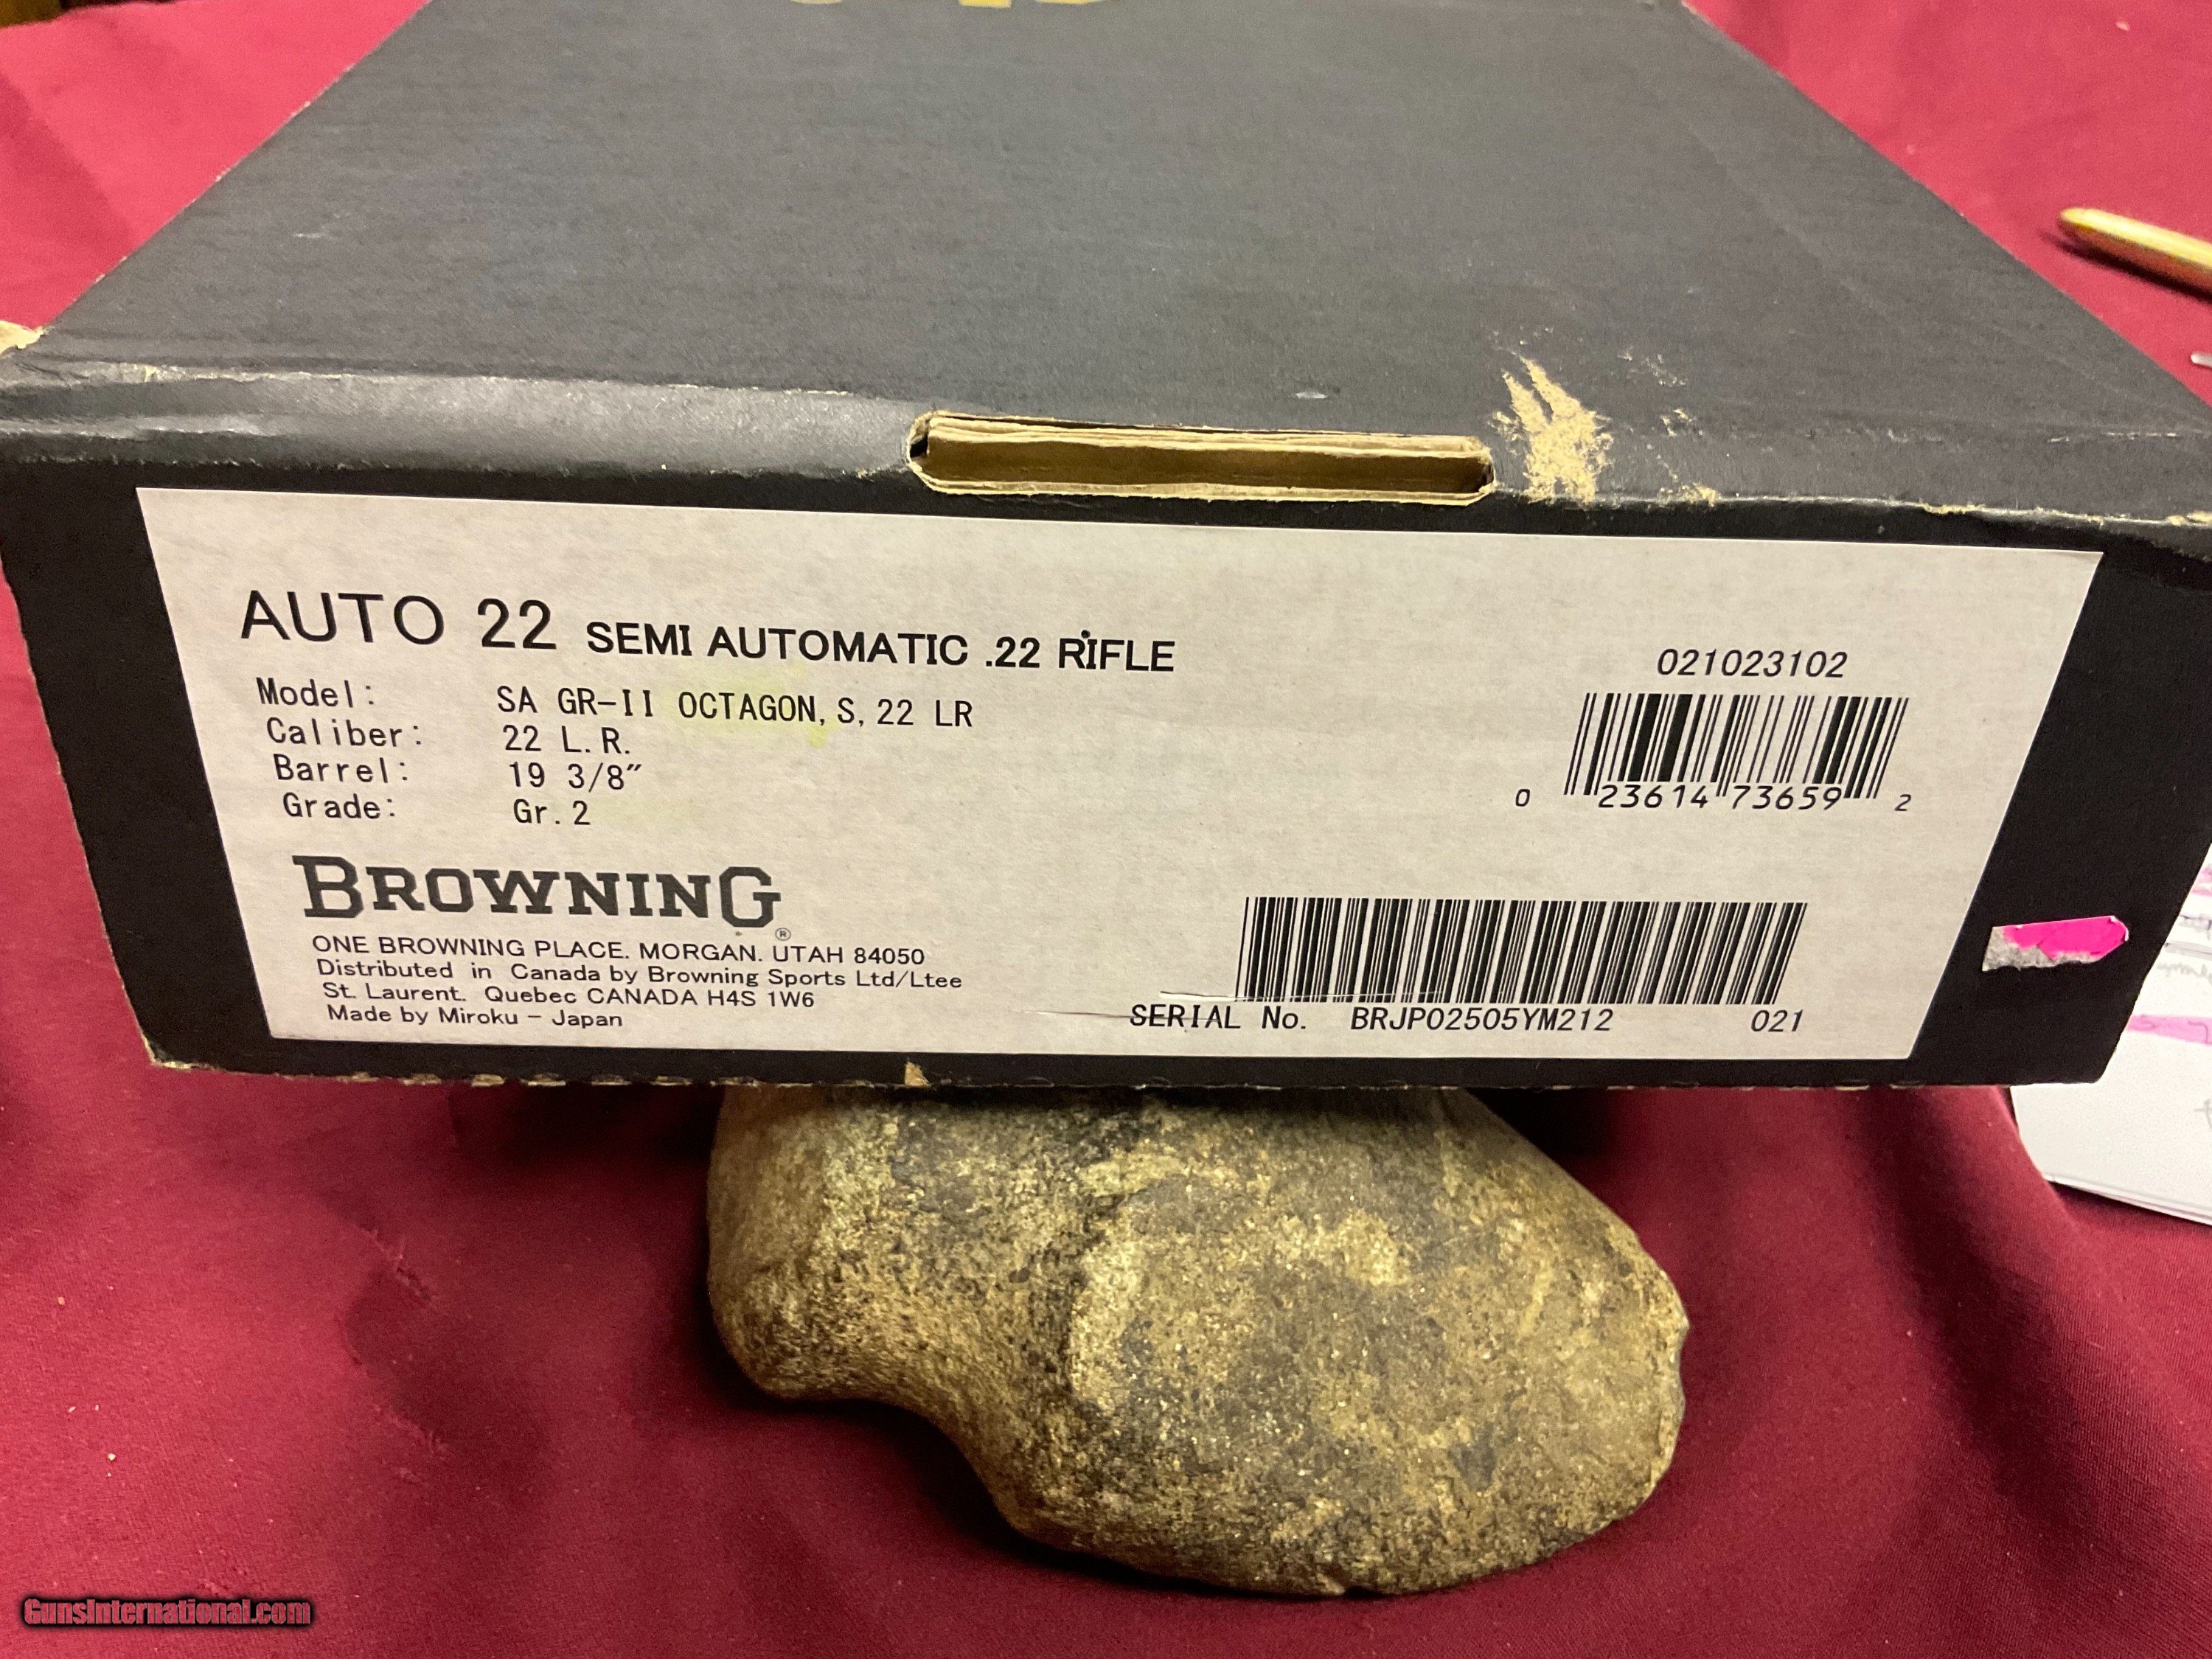 AUTO 22 SEMI AUTOMATIC .22 RIFLE
Model: SA GR-II OCTAGON, S, 22 LR
Caliber: 22 L.R.
Barrel: 19 3/8"
Grade: Gr. 2
BROWNING®
ONE BROWNING PLACE. MORGAN. UTAH 84050
Distributed in Canada by Browning Sports Ltd/Ltee
St. Laurent. Quebec CANADA H4S 1W6
Made by Miroku - Japan
021023102
0 23614 73659 2
SERIAL No. BRJP02505YM212 021
GunsInternational.com